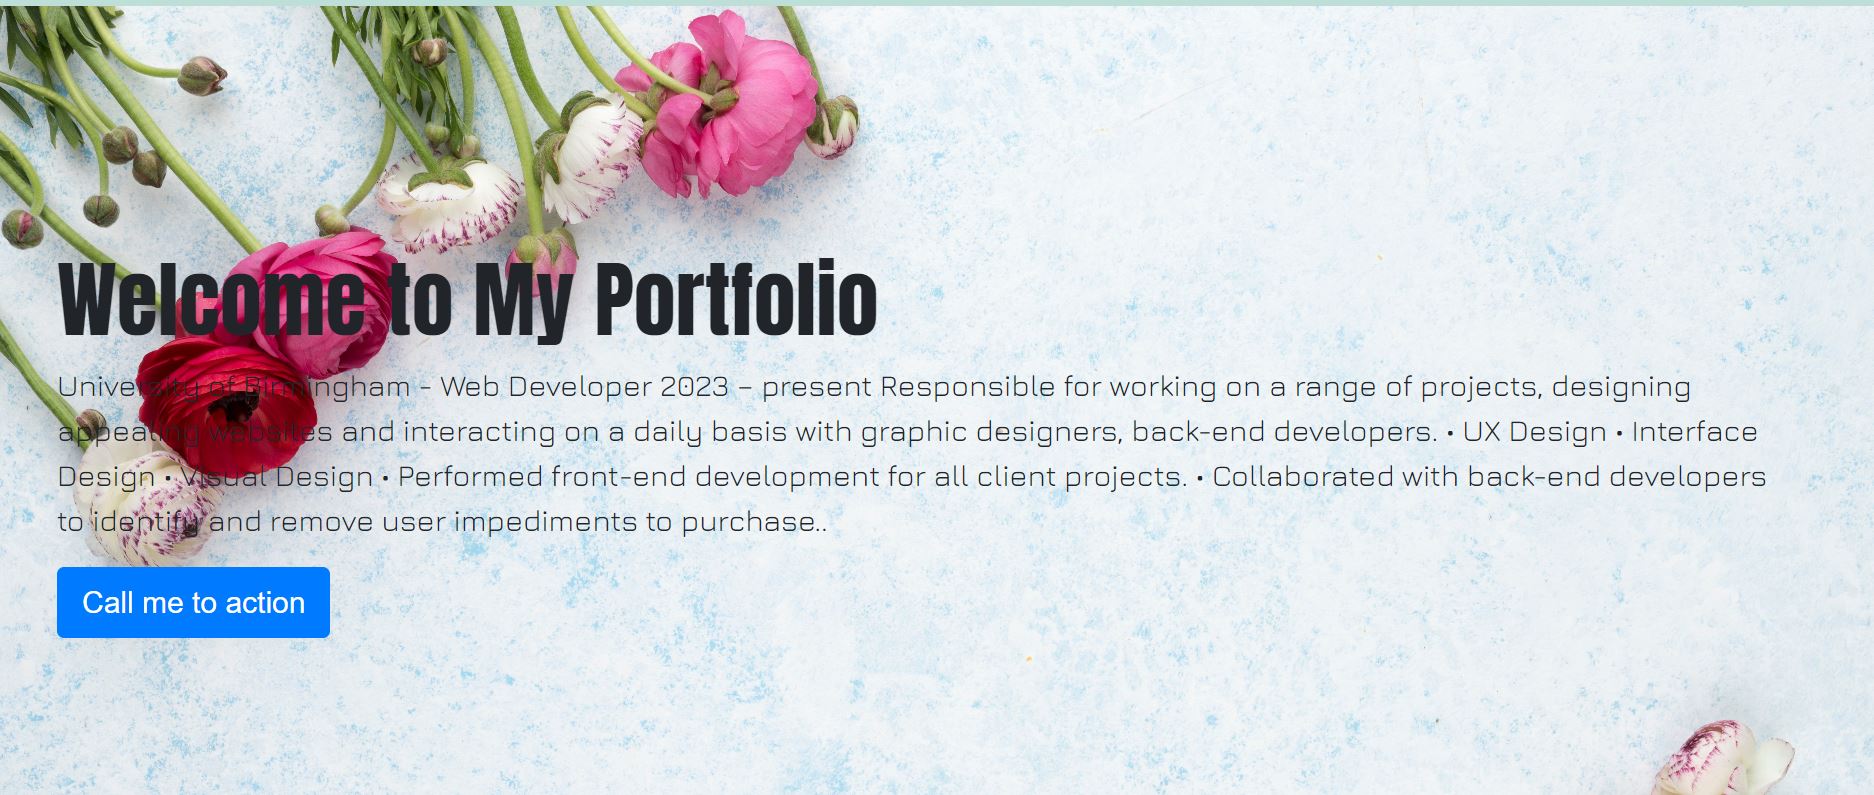 Welcome to My Portfolio
University of Birmingham - Web Developer 2023 – present Responsible for working on a range of projects, designing
appealing websites and interacting on a daily basis with graphic designers, back-end developers. • UX Design • Interface
Design • Visual Design • Performed front-end development for all client projects. • Collaborated with back-end developers
to identify and remove user impediments to purchase..
Call me to action